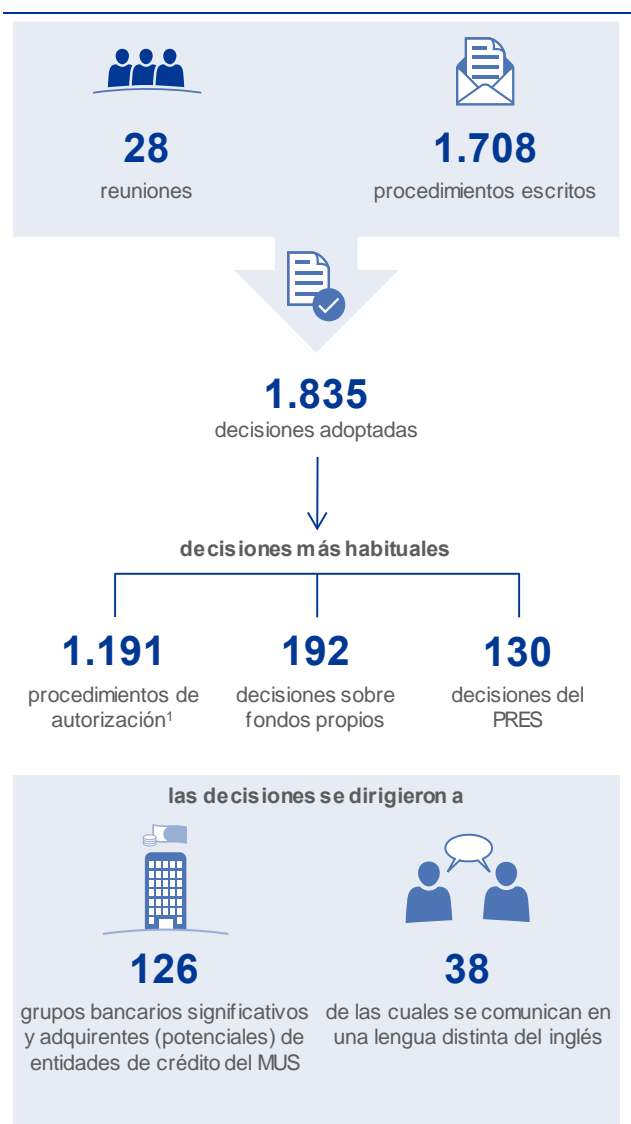 28
reuniones
1.708
procedimientos escritos
1.835
decisiones adoptadas
decisiones más habituales
1.191
procedimientos de
autorización¹
192
decisiones sobre
fondos propios
130
decisiones del
PRES
las decisiones se dirigieron a
126
grupos bancarios significativos
y adquirentes (potenciales) de
entidades de crédito del MUS
38
de las cuales se comunican en
una lengua distinta del inglés